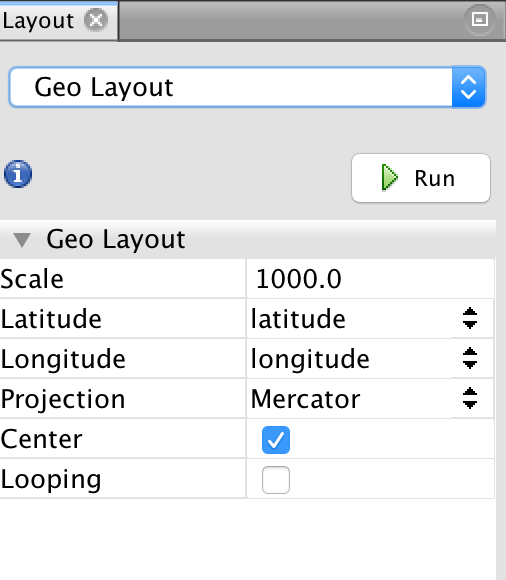 Layout
Geo Layout
Run
Geo Layout
Scale 1000.0
Latitude latitude
Longitude longitude
Projection Mercator
Center
Looping